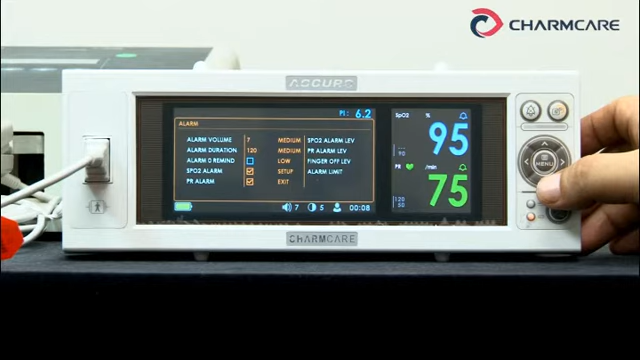 CHARMCARE
ACCURO
PI: 6.2
ALARM
ALARM VOLUME 7 MEDIUM SPO2 ALARM LEV
ALARM DURATION 120 MEDIUM PR ALARM LEV
ALARM 0 REMIND LOW FINGER OFF LEV
SPO2 ALARM SETUP ALARM LIMIT
PR ALARM EXIT
7 5 00:08
SpO2 %
95
90
PR /min
75
120
50
MENU
CHARMCARE